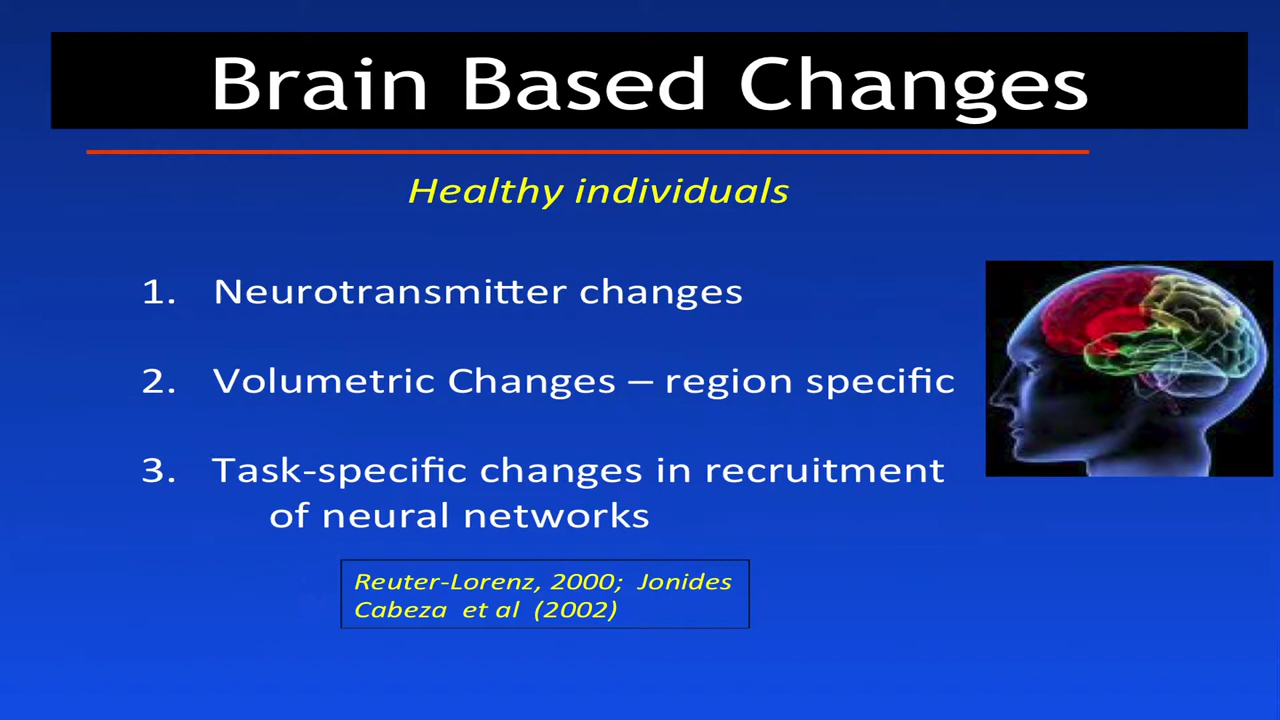 Brain Based Changes
Healthy individuals
1. Neurotransmitter changes
2. Volumetric Changes – region specific
3. Task-specific changes in recruitment
of neural networks
Reuter-Lorenz, 2000; Jonides
Cabeza et al (2002)